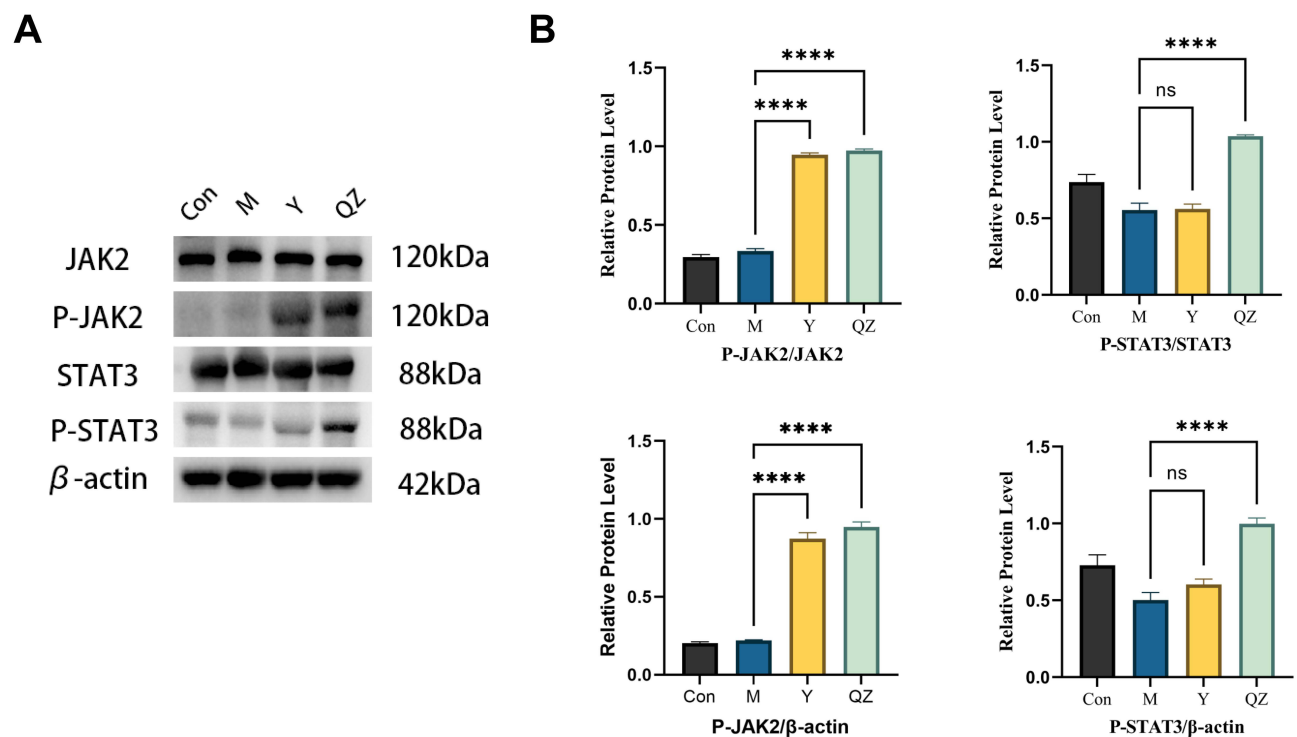 A
Con M Y QZ
JAK2 120kDa
P-JAK2 120kDa
STAT3 88kDa
P-STAT3 88kDa
β-actin 42kDa
B
Relative Protein Level
1.5
1.0
0.5
0.0
****
****
Con M Y QZ
P-JAK2/JAK2
Relative Protein Level
1.5
1.0
0.5
0.0
****
ns
Con M Y QZ
P-STAT3/STAT3
Relative Protein Level
1.5
1.0
0.5
0.0
****
****
Con M Y QZ
P-JAK2/β-actin
Relative Protein Level
1.5
1.0
0.5
0.0
****
ns
Con M Y QZ
P-STAT3/β-actin